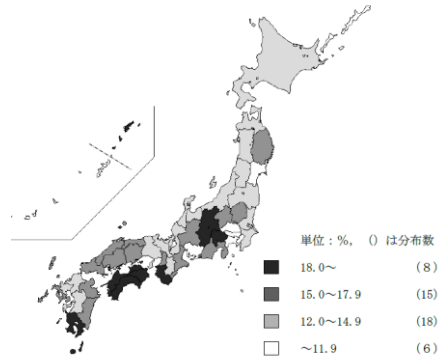 単位：%， （）は分布数
18.0～ （8）
15.0～17.9 （15）
12.0～14.9 （18）
～11.9 （6）